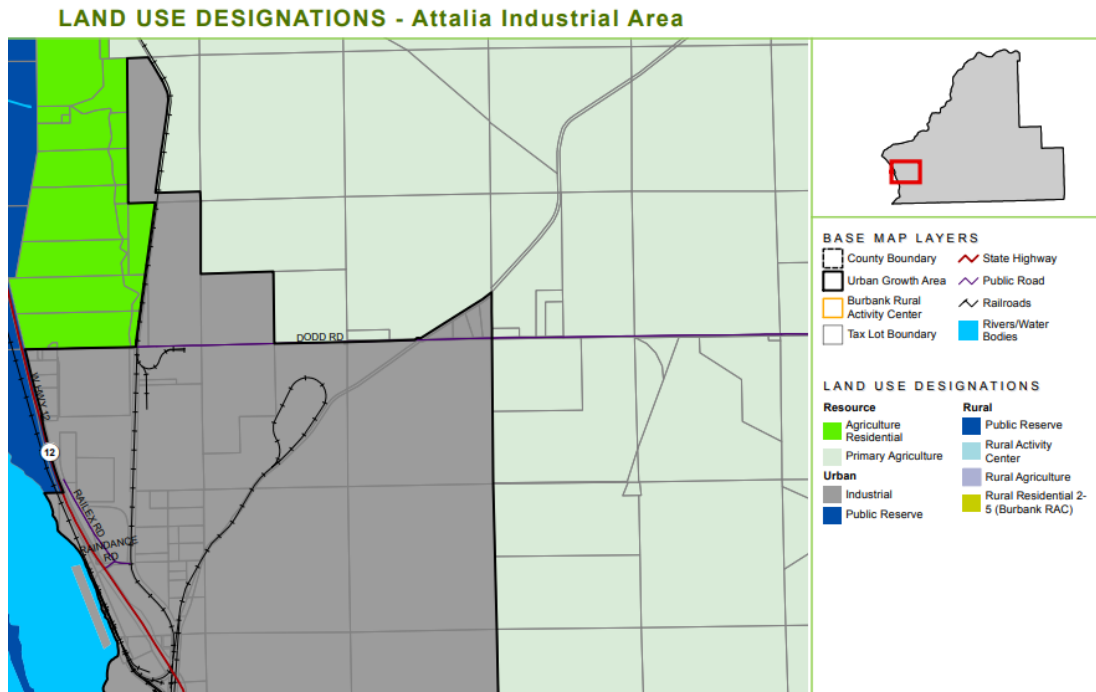 LAND USE DESIGNATIONS - Attalia Industrial Area
DODD RD
W HWY 12
12
RAILEX RD
RAINDANCE
RD
BASE MAP LAYERS
County Boundary
Urban Growth Area
Burbank Rural
Activity Center
Tax Lot Boundary
State Highway
Public Road
Railroads
Rivers/Water
Bodies
LAND USE DESIGNATIONS
Resource
Agriculture
Residential
Primary Agriculture
Urban
Industrial
Public Reserve
Rural
Public Reserve
Rural Activity
Center
Rural Agriculture
Rural Residential 2-
5 (Burbank RAC)